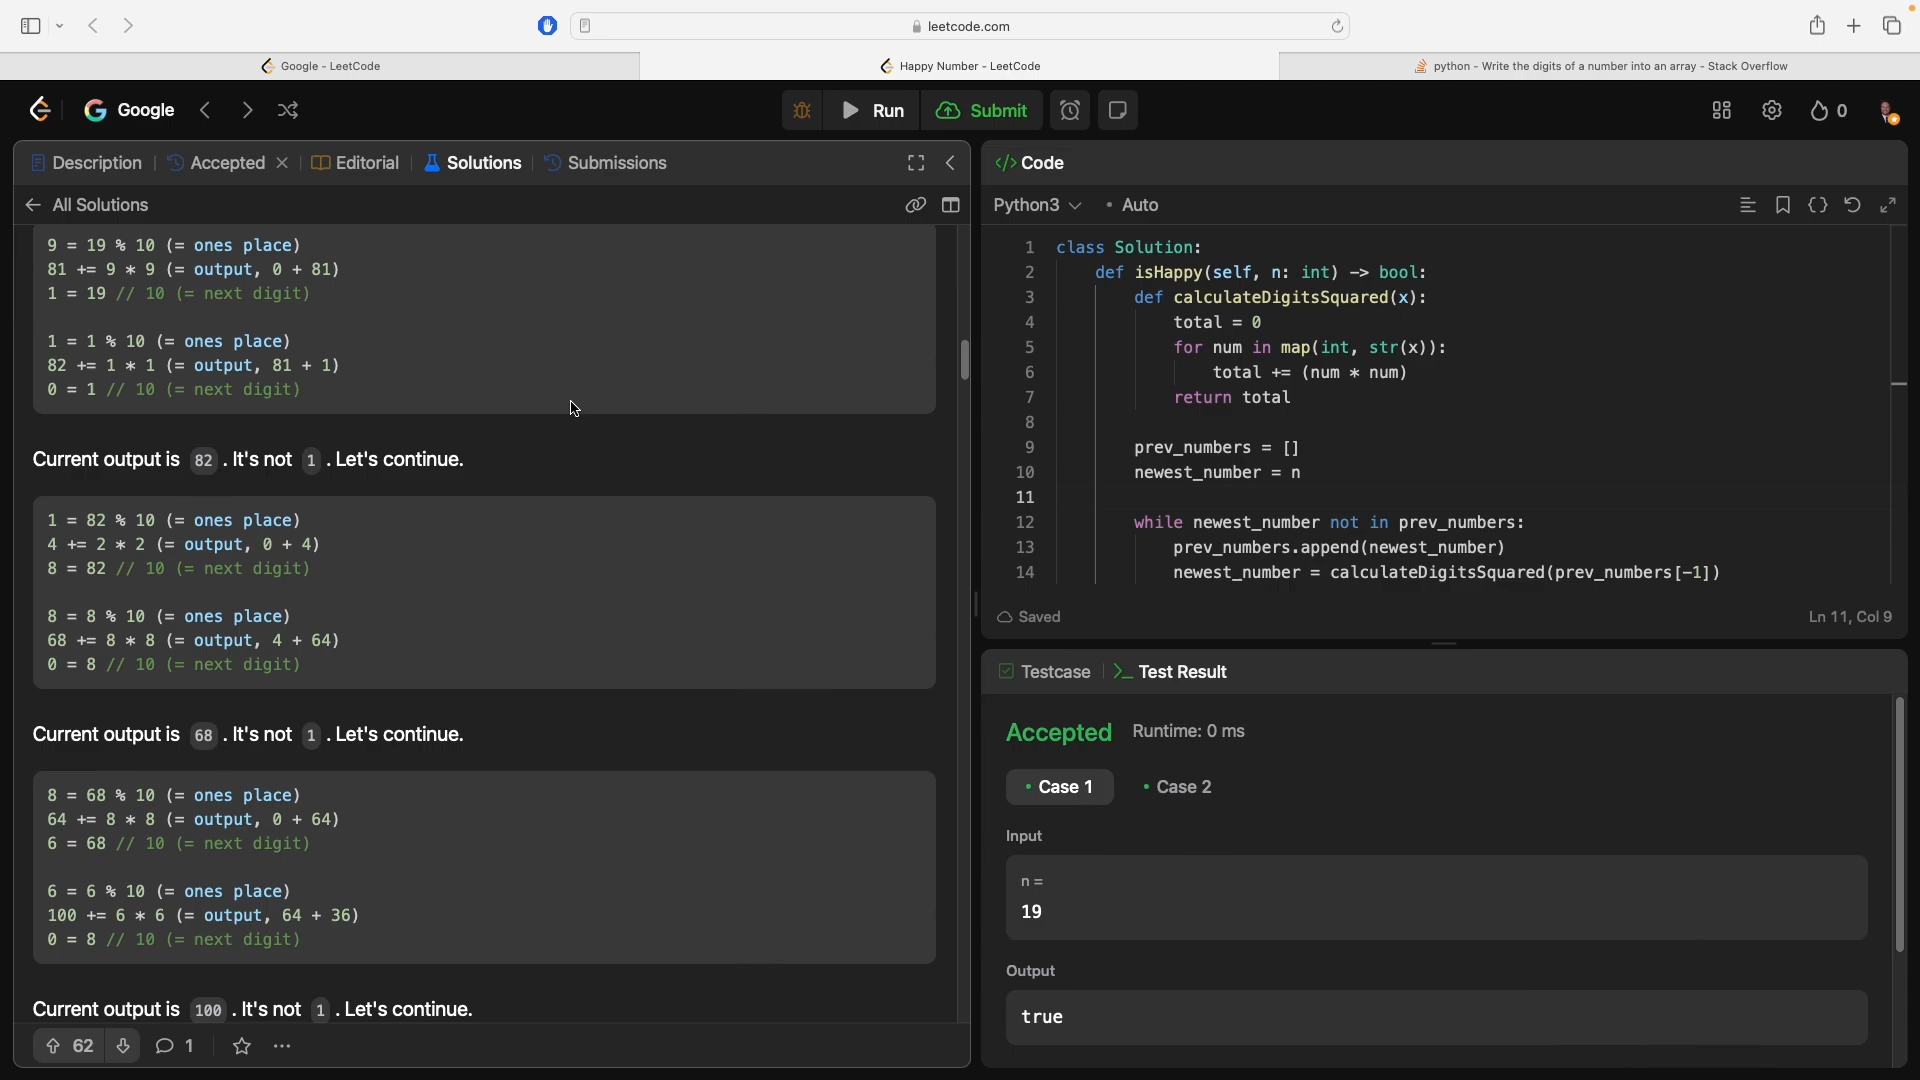 leetcode.com
Google - LeetCode
Happy Number - LeetCode
python - Write the digits of a number into an array - Stack Overflow
Google
Run
Submit
0
Description
Accepted
Editorial
Solutions
Submissions
All Solutions
9 = 19 % 10 (= ones place)
81 += 9 * 9 (= output, 0 + 81)
1 = 19 // 10 (= next digit)
1 = 1 % 10 (= ones place)
82 += 1 * 1 (= output, 81 + 1)
0 = 1 // 10 (= next digit)
Current output is 82 . It's not 1 . Let's continue.
1 = 82 % 10 (= ones place)
4 += 2 * 2 (= output, 0 + 4)
8 = 82 // 10 (= next digit)
8 = 8 % 10 (= ones place)
68 += 8 * 8 (= output, 4 + 64)
0 = 8 // 10 (= next digit)
Current output is 68 . It's not 1 . Let's continue.
8 = 68 % 10 (= ones place)
64 += 8 * 8 (= output, 0 + 64)
6 = 68 // 10 (= next digit)
6 = 6 % 10 (= ones place)
100 += 6 * 6 (= output, 64 + 36)
0 = 8 // 10 (= next digit)
Current output is 100 . It's not 1 . Let's continue.
62
1
</> Code
Python3
• Auto
1 class Solution:
2 def isHappy(self, n: int) -> bool:
3 def calculateDigitsSquared(x):
4 total = 0
5 for num in map(int, str(x)):
6 total += (num * num)
7 return total
8
9 prev_numbers = []
10 newest_number = n
11
12 while newest_number not in prev_numbers:
13 prev_numbers.append(newest_number)
14 newest_number = calculateDigitsSquared(prev_numbers[-1])
Saved
Ln 11, Col 9
Testcase
>_ Test Result
Accepted
Runtime: 0 ms
• Case 1
• Case 2
Input
n =
19
Output
true